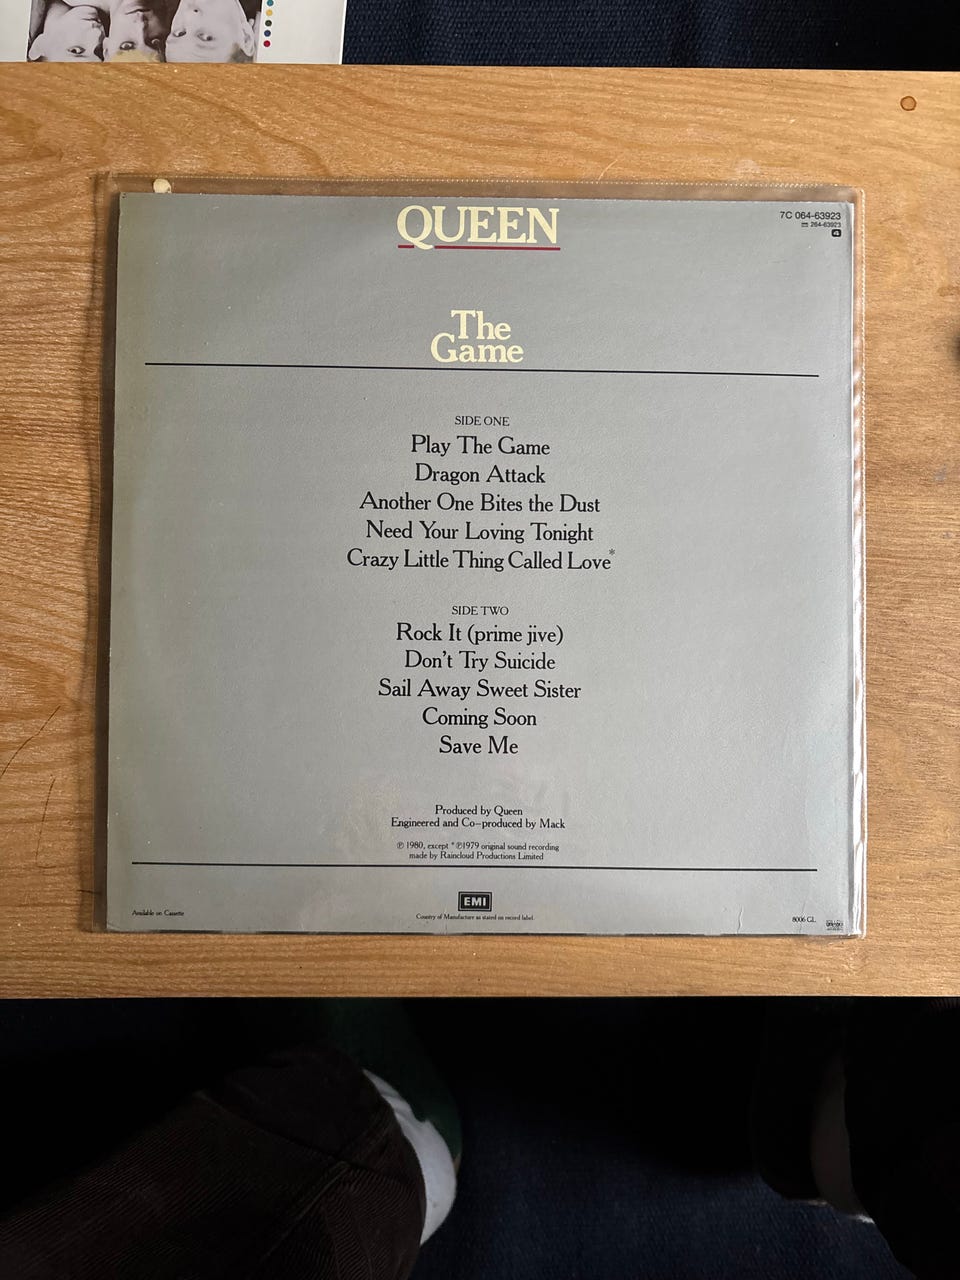 QUEEN
7C 064-63923
264-63923
4
The
Game
SIDE ONE
Play The Game
Dragon Attack
Another One Bites the Dust
Need Your Loving Tonight
Crazy Little Thing Called Love*
SIDE TWO
Rock It (prime jive)
Don't Try Suicide
Sail Away Sweet Sister
Coming Soon
Save Me
Produced by Queen
Engineered and Co-produced by Mack
℗ 1980, except * ℗1979 original sound recording
made by Raincloud Productions Limited
EMI
Available on Cassette
Country of Manufacture as stated on record label.
8006 GL